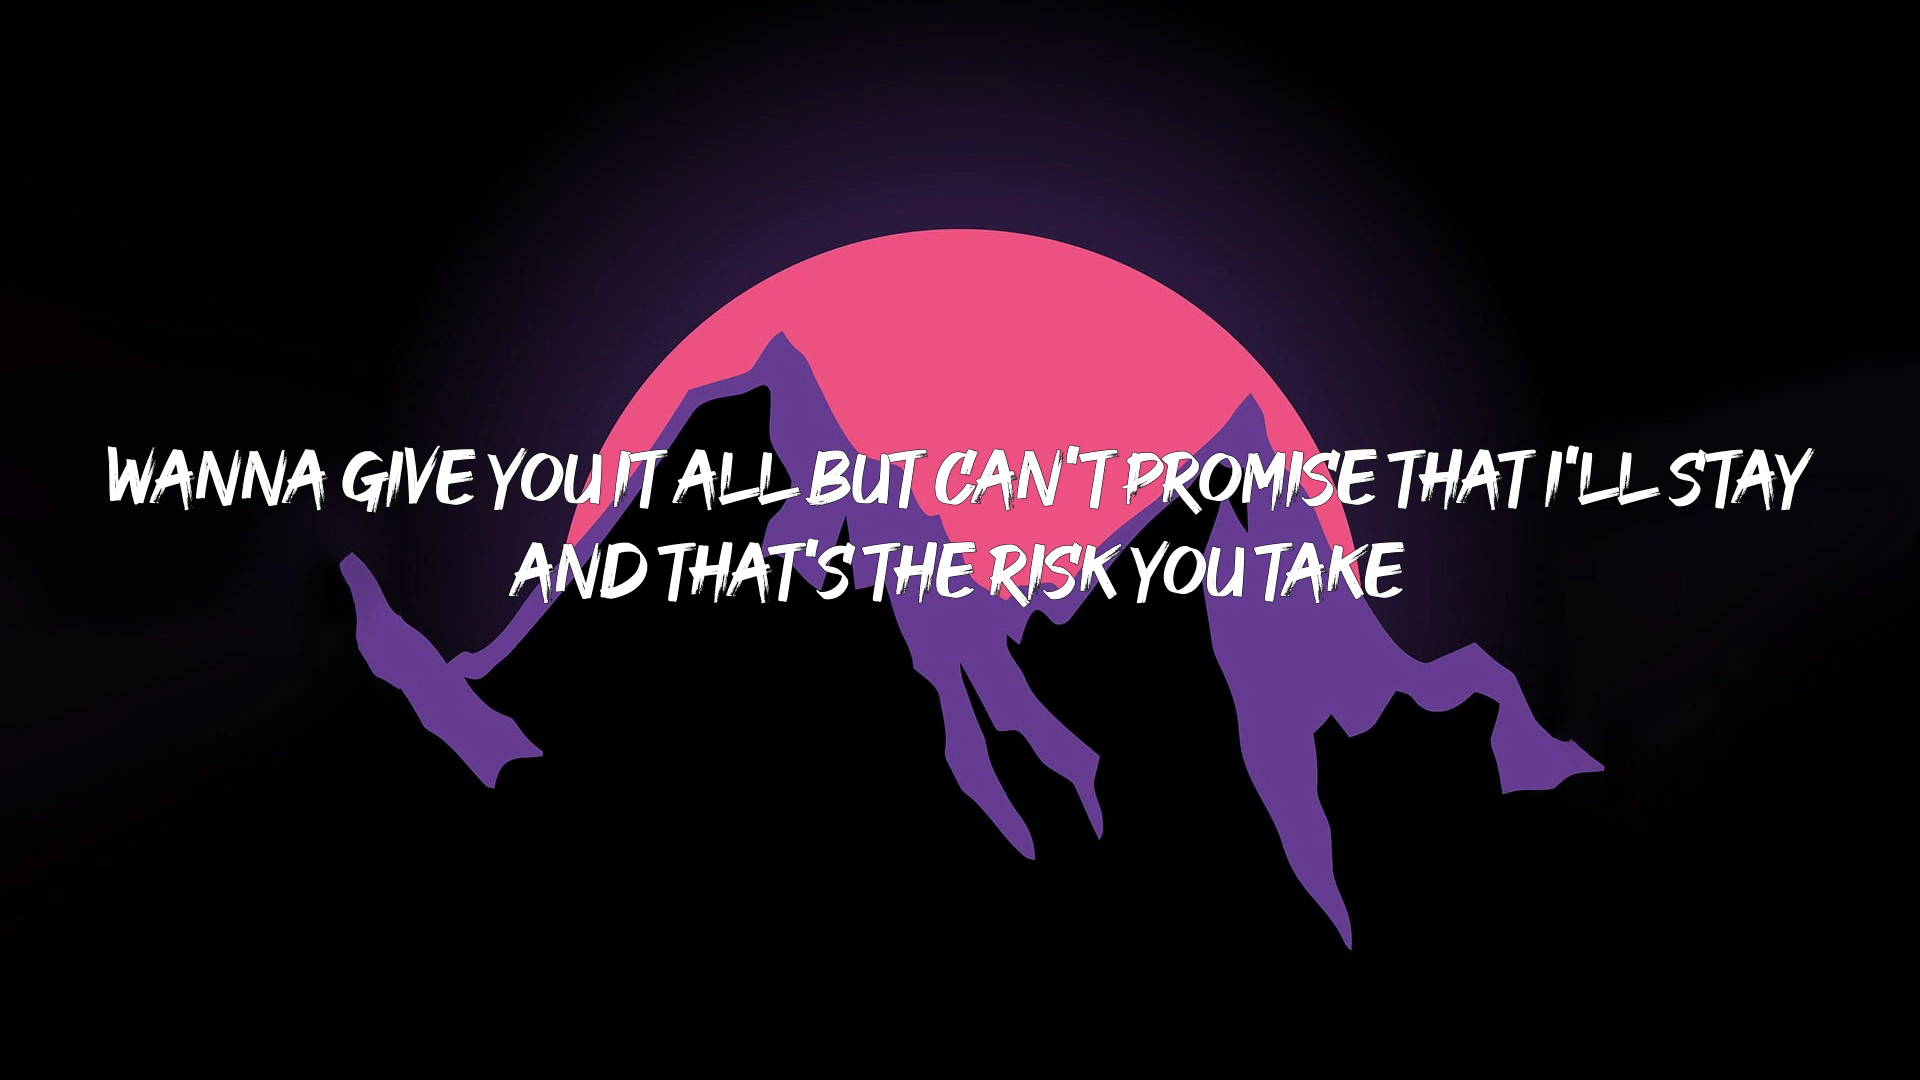 WANNA GIVE YOU IT ALL BUT CAN'T PROMISE THAT I'LL STAY
AND THAT'S THE RISK YOU TAKE